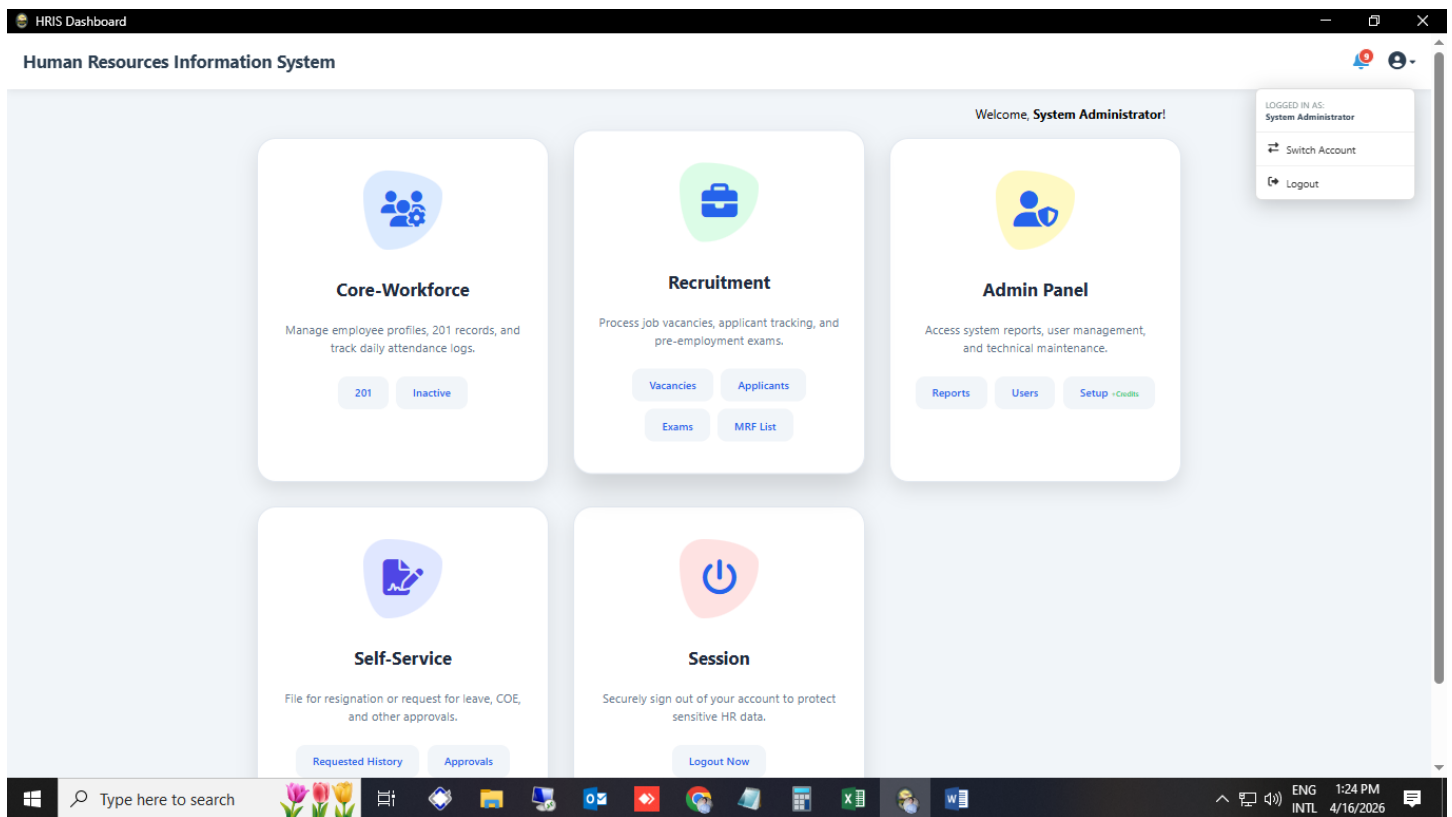 HRIS Dashboard
Human Resources Information System
9
Welcome, System Administrator!
LOGGED IN AS:
System Administrator
Switch Account
Logout
Core-Workforce
Manage employee profiles, 201 records, and
track daily attendance logs.
201
Inactive
Recruitment
Process job vacancies, applicant tracking, and
pre-employment exams.
Vacancies
Applicants
Exams
MRF List
Admin Panel
Access system reports, user management,
and technical maintenance.
Reports
Users
Setup +Credits
Self-Service
File for resignation or request for leave, COE,
and other approvals.
Requested History
Approvals
Session
Securely sign out of your account to protect
sensitive HR data.
Logout Now
Type here to search
ENG
INTL
1:24 PM
4/16/2026